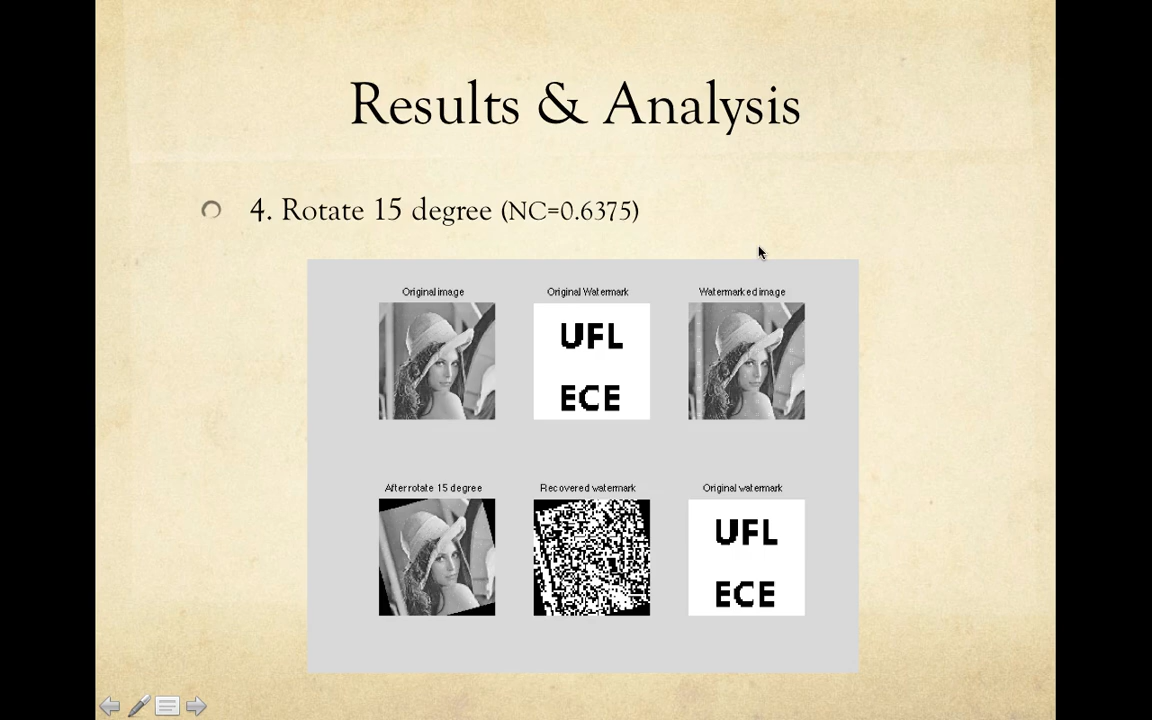 Results & Analysis
4. Rotate 15 degree (NC=0.6375)
Original image
Original Watermark
Watermarked image
UFL
ECE
After rotate 15 degree
Recovered watermark
Original watermark
UFL
ECE